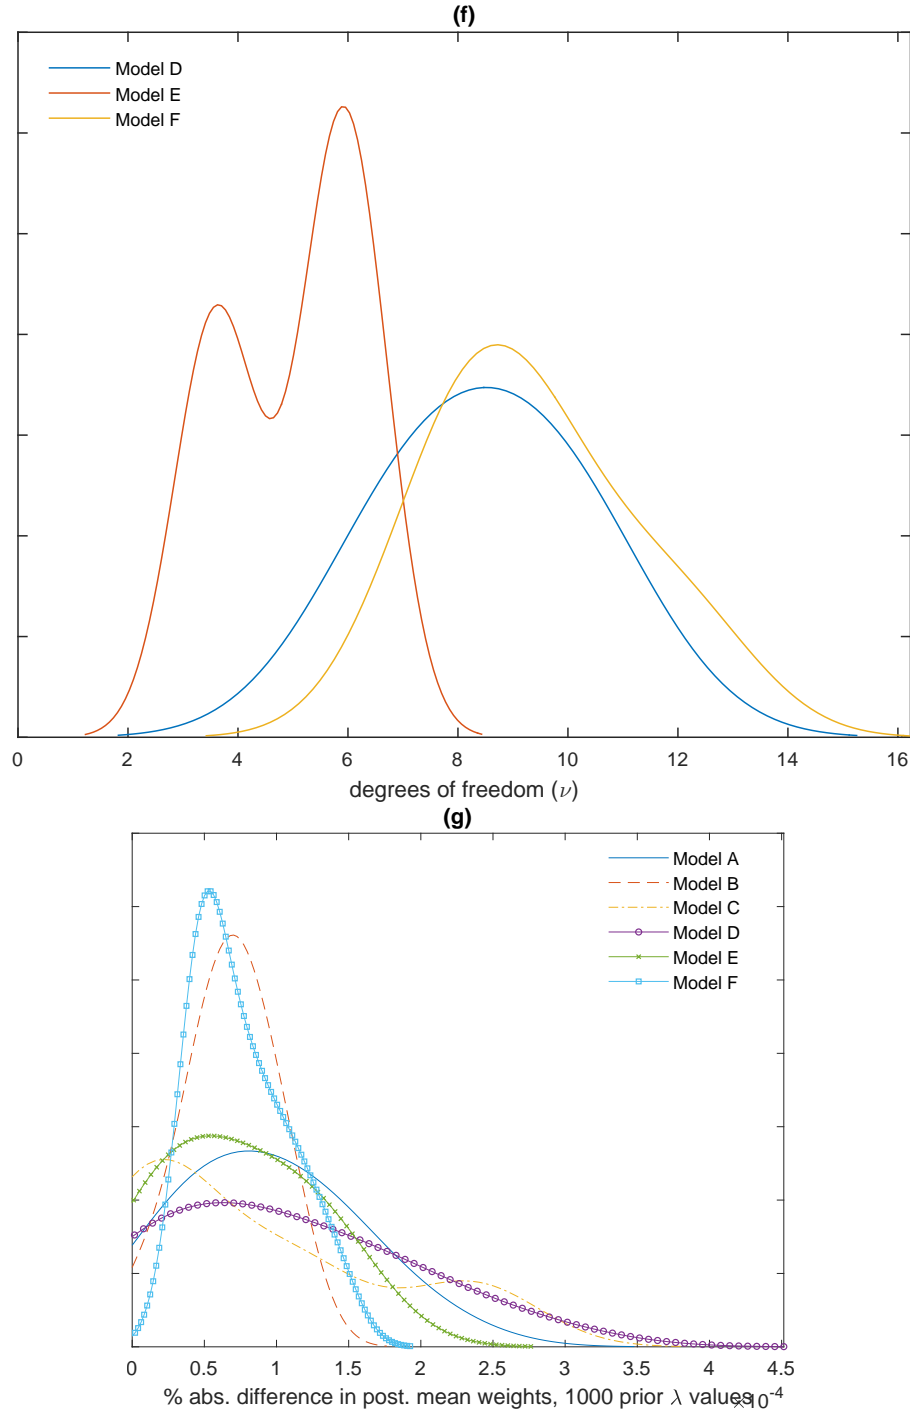 (f)
Model D
Model E
Model F
0 2 4 6 8 10 12 14 16
degrees of freedom (ν)
(g)
Model A
Model B
Model C
Model D
Model E
Model F
0 0.5 1 1.5 2 2.5 3 3.5 4 4.5
% abs. difference in post. mean weights, 1000 prior λ values ×10⁻⁴